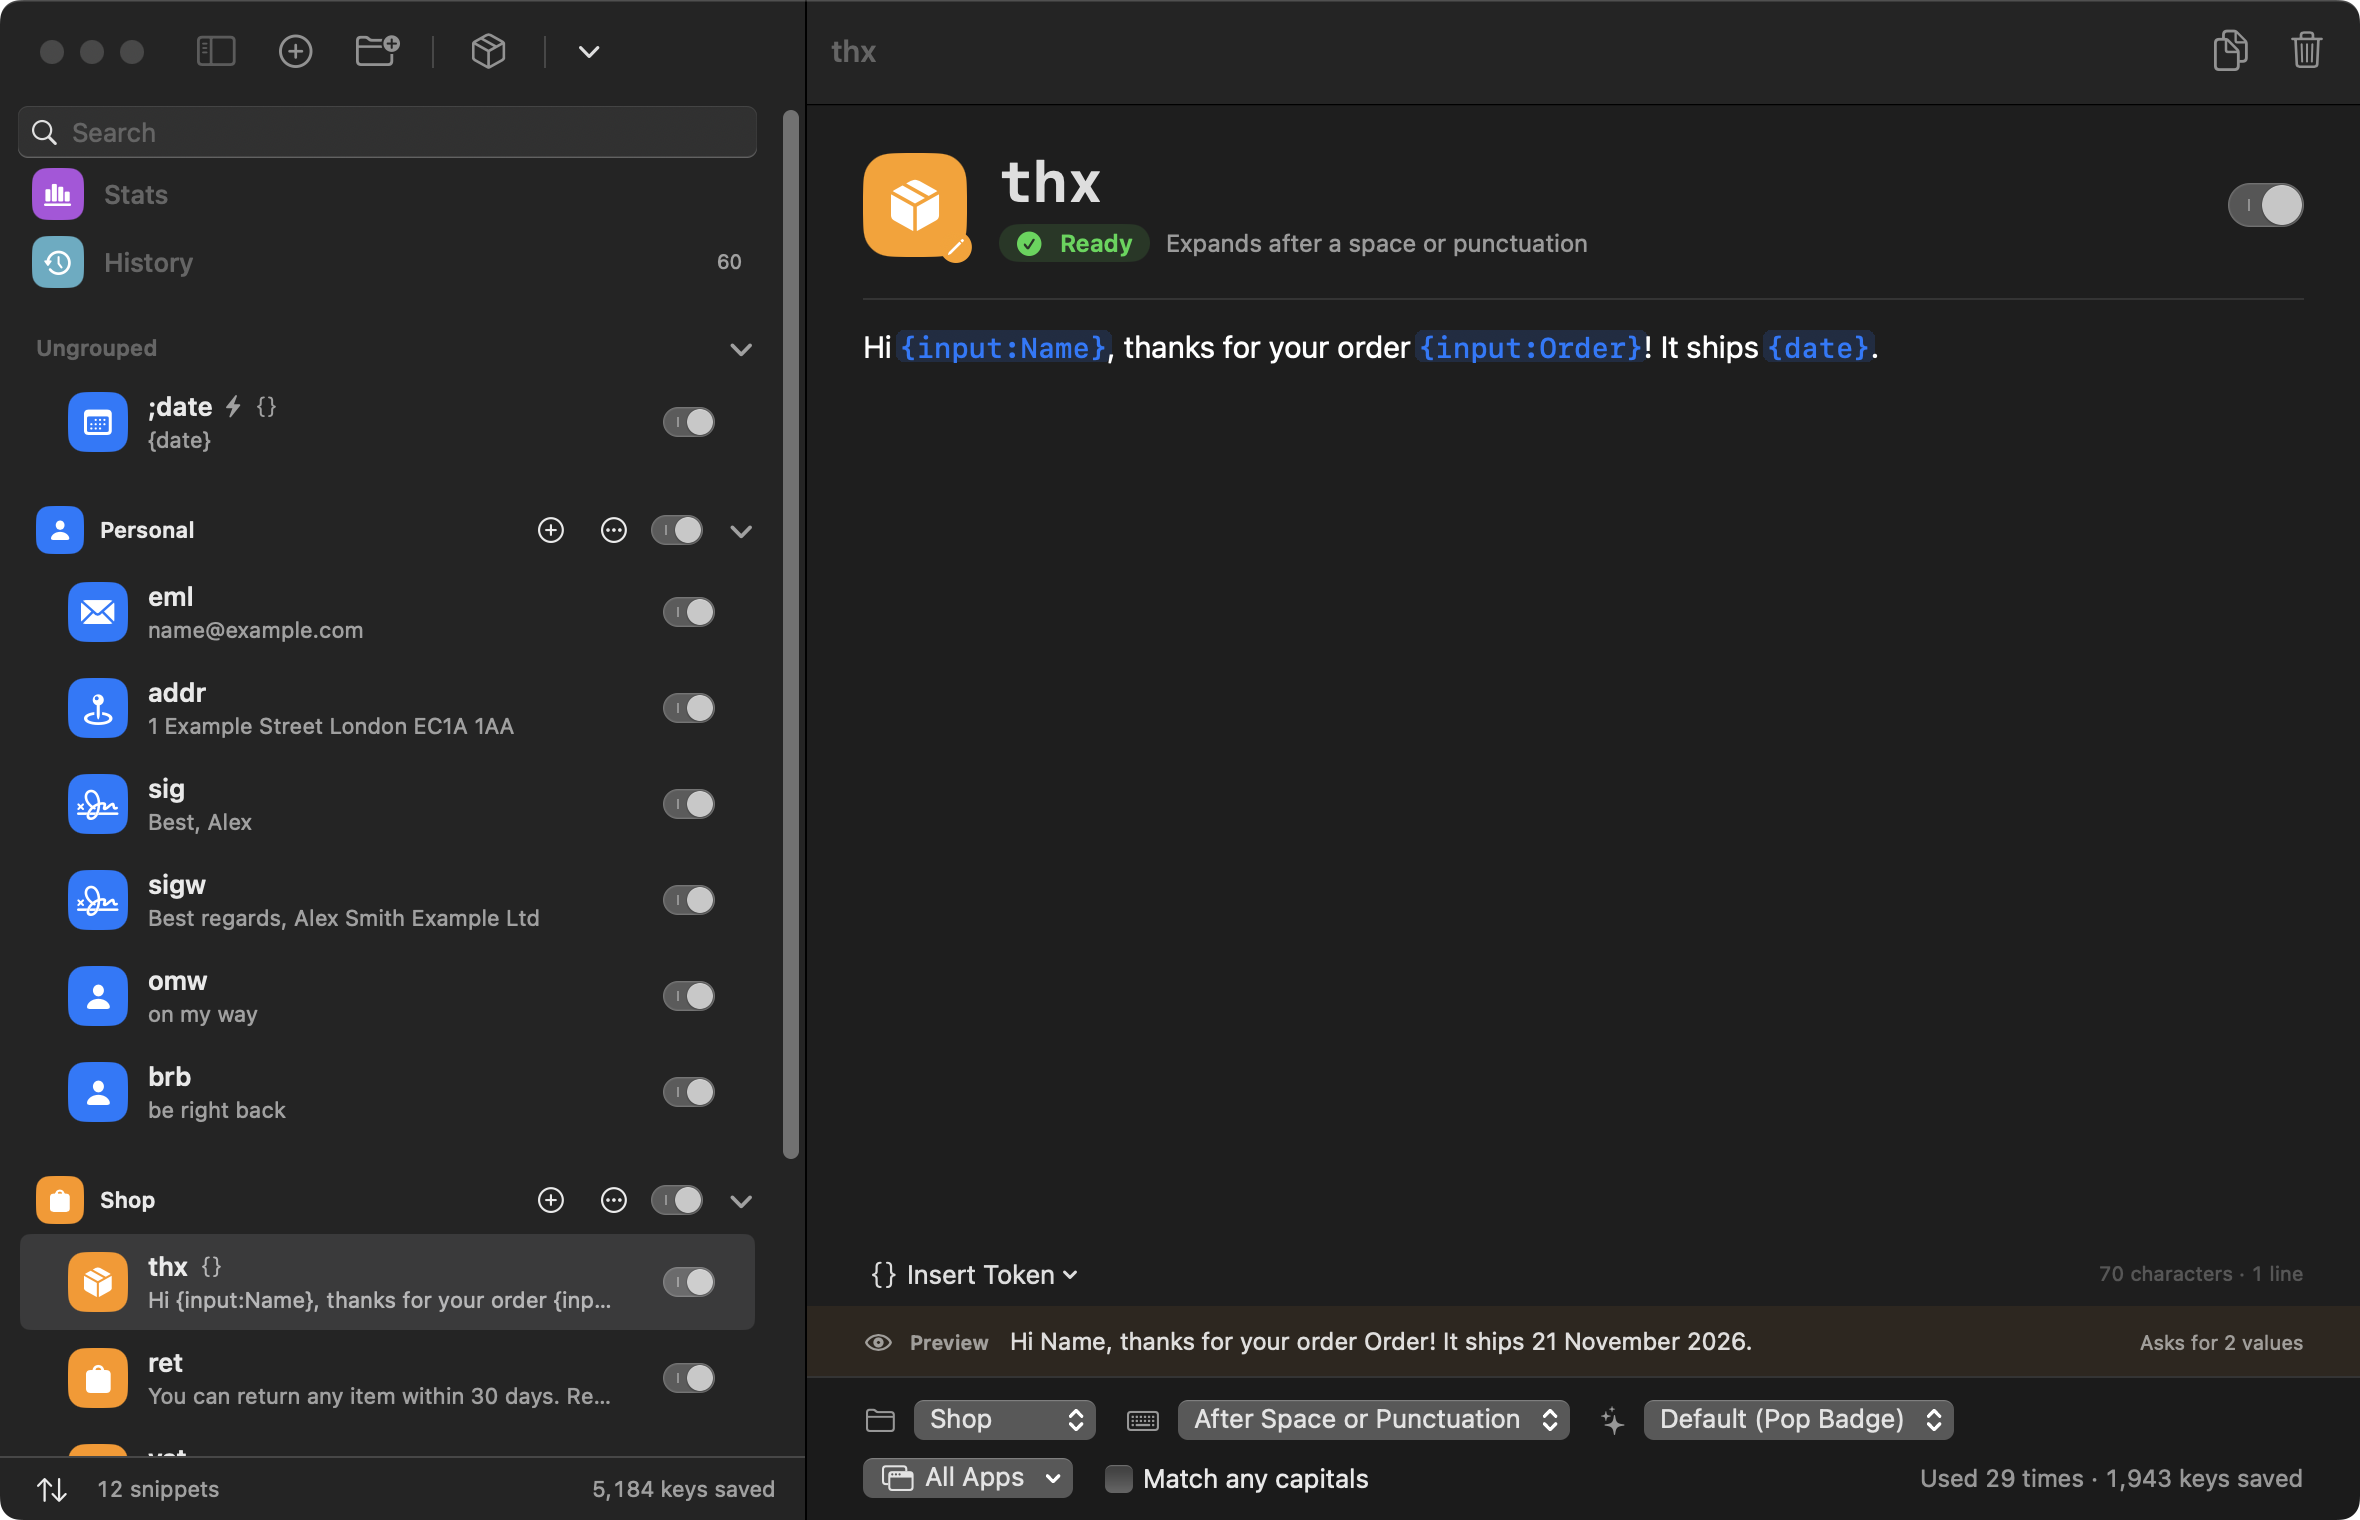 Search
Stats
History 60
Ungrouped
;date {}
{date}
Personal
eml
name@example.com
addr
1 Example Street London EC1A 1AA
sig
Best, Alex
sigw
Best regards, Alex Smith Example Ltd
omw
on my way
brb
be right back
Shop
thx {}
Hi {input:Name}, thanks for your order {inp...
ret
You can return any item within 30 days. Re...
12 snippets 5,184 keys saved
thx
thx
Ready Expands after a space or punctuation
Hi {input:Name}, thanks for your order {input:Order}! It ships {date}.
{} Insert Token 70 characters · 1 line
Preview Hi Name, thanks for your order Order! It ships 21 November 2026. Asks for 2 values
Shop After Space or Punctuation Default (Pop Badge)
All Apps Match any capitals Used 29 times · 1,943 keys saved